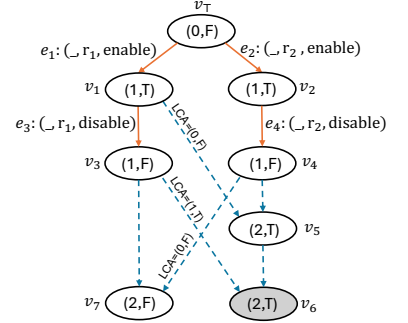 v⊤
(0,F)
e₁: (_, r₁, enable)
e₂: (_, r₂ , enable)
v₁
(1,T)
(1,T)
v₂
LCA=(0,F)
e₃: (_, r₁, disable)
e₄: (_, r₂, disable)
v₃
(1,F)
(1,F)
v₄
LCA=(1,T)
(2,T)
v₅
LCA=(0,F)
v₇
(2,F)
(2,T)
v₆